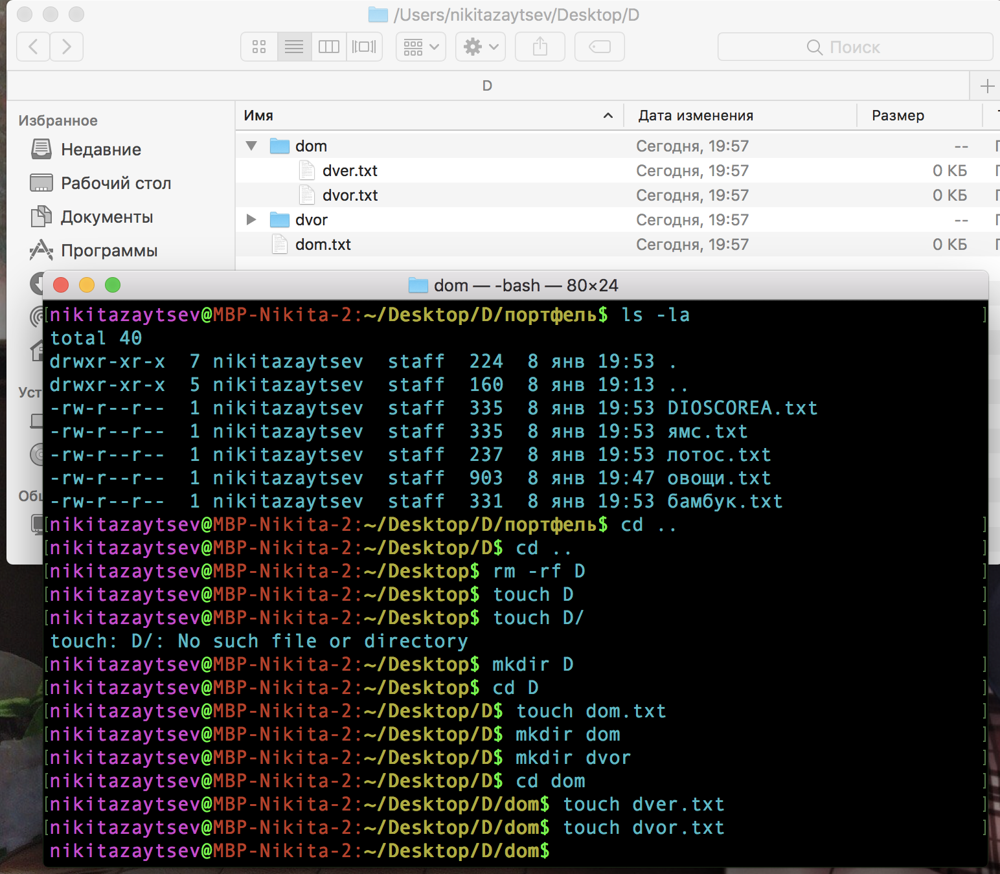 /Users/nikitazaytsev/Desktop/D
Поиск
D
Избранное
Имя
Дата изменения
Размер
Недавние
dom
Сегодня, 19:57
--
dver.txt
Сегодня, 19:57
0 КБ
Рабочий стол
dvor.txt
Сегодня, 19:57
0 КБ
Документы
dvor
Сегодня, 19:57
--
Программы
dom.txt
Сегодня, 19:57
0 КБ
dom — -bash — 80×24
nikitazaytsev@MBP-Nikita-2:~/Desktop/D/портфель$ ls -la
total 40
drwxr-xr-x  7 nikitazaytsev  staff  224  8 янв 19:53 .
drwxr-xr-x  5 nikitazaytsev  staff  160  8 янв 19:13 ..
-rw-r--r--  1 nikitazaytsev  staff  335  8 янв 19:53 DIOSCOREA.txt
-rw-r--r--  1 nikitazaytsev  staff  335  8 янв 19:53 ямс.txt
-rw-r--r--  1 nikitazaytsev  staff  237  8 янв 19:53 лотос.txt
-rw-r--r--  1 nikitazaytsev  staff  903  8 янв 19:47 овощи.txt
-rw-r--r--  1 nikitazaytsev  staff  331  8 янв 19:53 бамбук.txt
nikitazaytsev@MBP-Nikita-2:~/Desktop/D/портфель$ cd ..
nikitazaytsev@MBP-Nikita-2:~/Desktop/D$ cd ..
nikitazaytsev@MBP-Nikita-2:~/Desktop$ rm -rf D
nikitazaytsev@MBP-Nikita-2:~/Desktop$ touch D
nikitazaytsev@MBP-Nikita-2:~/Desktop$ touch D/
touch: D/: No such file or directory
nikitazaytsev@MBP-Nikita-2:~/Desktop$ mkdir D
nikitazaytsev@MBP-Nikita-2:~/Desktop$ cd D
nikitazaytsev@MBP-Nikita-2:~/Desktop/D$ touch dom.txt
nikitazaytsev@MBP-Nikita-2:~/Desktop/D$ mkdir dom
nikitazaytsev@MBP-Nikita-2:~/Desktop/D$ mkdir dvor
nikitazaytsev@MBP-Nikita-2:~/Desktop/D$ cd dom
nikitazaytsev@MBP-Nikita-2:~/Desktop/D/dom$ touch dver.txt
nikitazaytsev@MBP-Nikita-2:~/Desktop/D/dom$ touch dvor.txt
nikitazaytsev@MBP-Nikita-2:~/Desktop/D/dom$